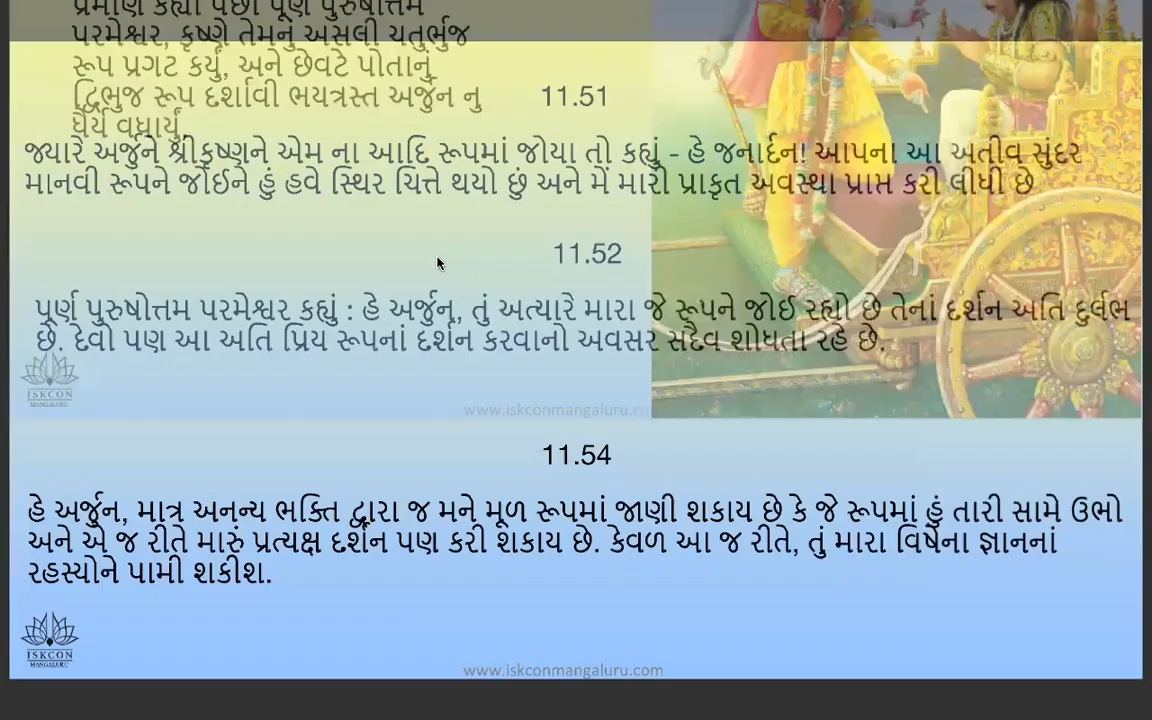 પ્રમાણે કહ્યા પછી પૂર્ણ પુરુષોત્તમ
પરમેશ્વર, કૃષ્ણે તેમનું અસલી ચતુર્ભુજ
રૂપ પ્રગટ કર્યું, અને છેવટે પોતાનું
દ્વિભુજ રૂપ દર્શાવી ભયત્રસ્ત અર્જુન નુ
ધૈર્ય વધાર્યું.
11.51
જ્યારે અર્જુને શ્રીકૃષ્ણને એમ ના આદિ રૂપમાં જોયા તો કહ્યું - હે જનાર્દન! આપના આ અતીવ સુંદર
માનવી રૂપને જોઈને હું હવે સ્થિર ચિત્તે થયો છું અને મેં મારી પ્રાકૃત અવસ્થા પ્રાપ્ત કરી લીધી છે
11.52
પૂર્ણ પુરુષોત્તમ પરમેશ્વર કહ્યું : હે અર્જુન, તું અત્યારે મારા જે રૂપને જોઈ રહ્યો છે તેનાં દર્શન અતિ દુર્લભ
છે. દેવો પણ આ અતિ પ્રિય રૂપનાં દર્શન કરવાનો અવસર સદૈવ શોધતા રહે છે.
ISKCON
MANGALURU
www.iskconmangaluru.co
11.54
હે અર્જુન, માત્ર અનન્ય ભક્તિ દ્વારા જ મને મૂળ રૂપમાં જાણી શકાય છે કે જે રૂપમાં હું તારી સામે ઉભો
અને એ જ રીતે મારું પ્રત્યક્ષ દર્શન પણ કરી શકાય છે. કેવળ આ જ રીતે, તું મારા વિષેના જ્ઞાનનાં
રહસ્યોને પામી શકીશ.
ISKCON
MANGALURU
www.iskconmangaluru.com